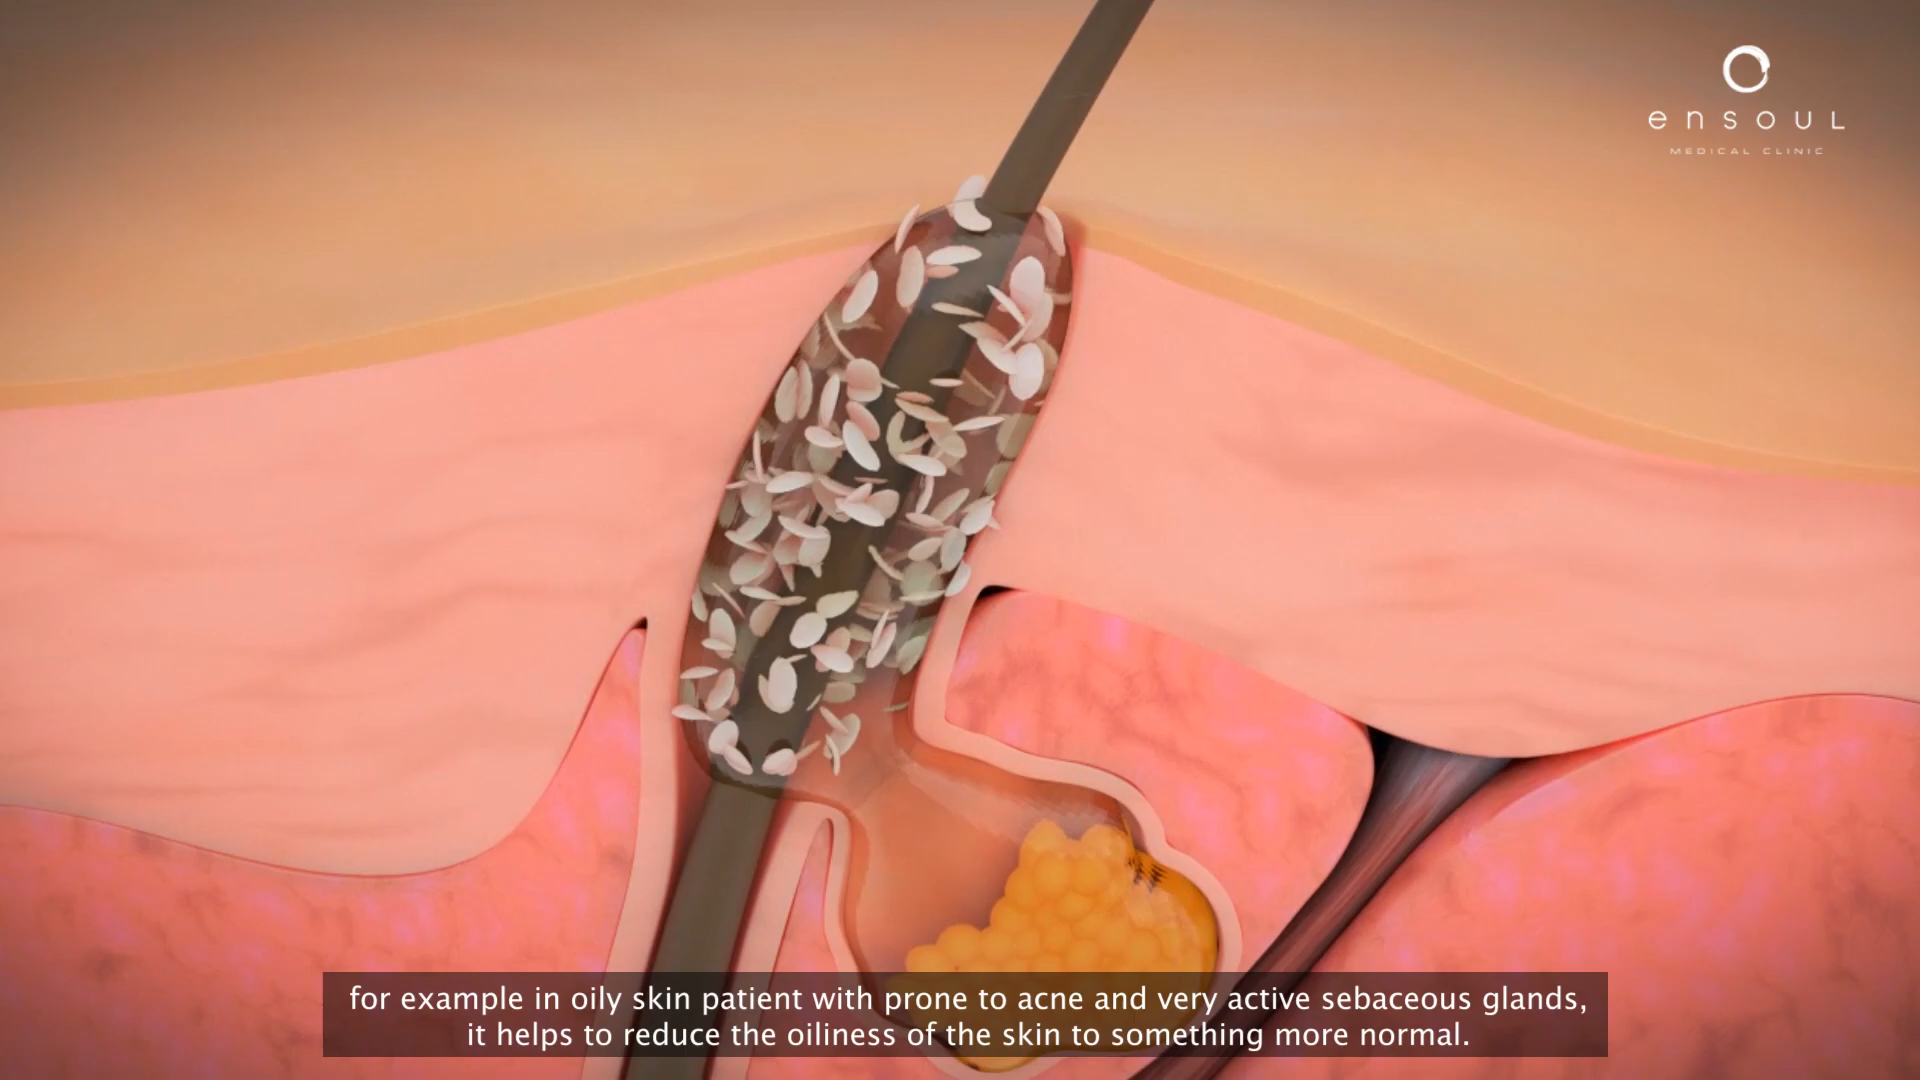 ensoul
MEDICAL CLINIC
for example in oily skin patient with prone to acne and very active sebaceous glands,
it helps to reduce the oiliness of the skin to something more normal.